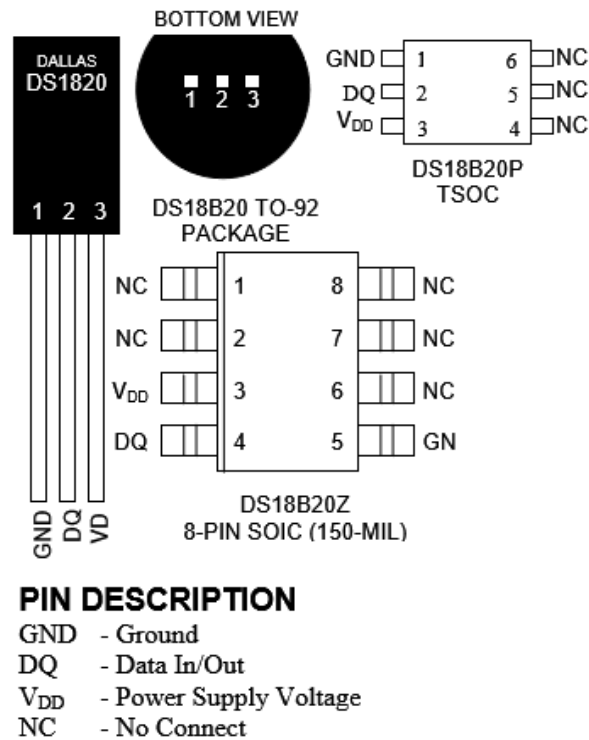 BOTTOM VIEW
DALLAS
DS1820
1 2 3
1 2 3
DS18B20 TO-92
PACKAGE
GND 1 6 NC
DQ 2 5 NC
VDD 3 4 NC
DS18B20P
TSOC
NC 1 8 NC
NC 2 7 NC
VDD 3 6 NC
DQ 4 5 GN
DS18B20Z
8-PIN SOIC (150-MIL)
GND
DQ
VD
PIN DESCRIPTION
GND - Ground
DQ - Data In/Out
VDD - Power Supply Voltage
NC - No Connect